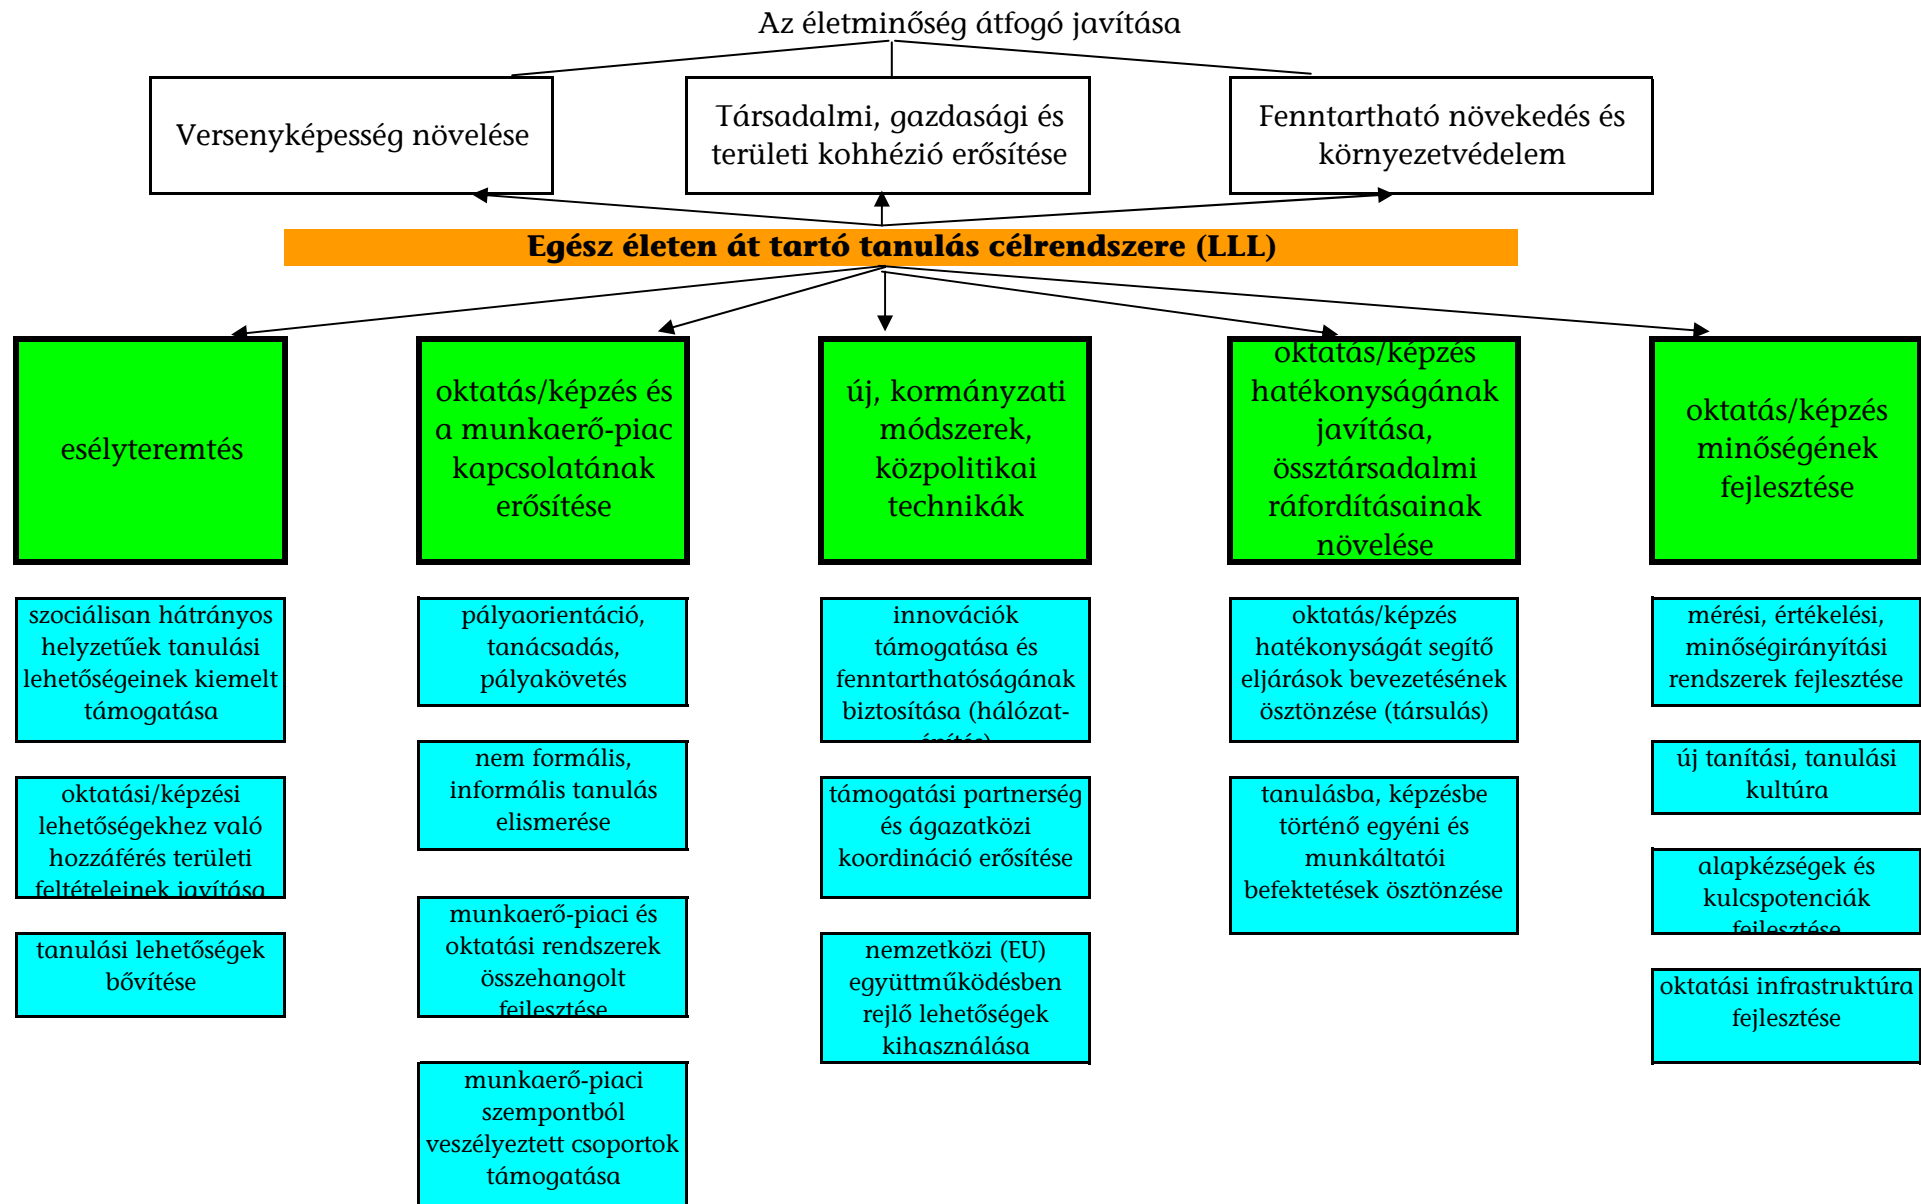 Az életminőség átfogó javítása
Versenyképesség növelése
Társadalmi, gazdasági és
területi kohhézió erősítése
Fenntartható növekedés és
környezetvédelem
Egész életen át tartó tanulás célrendszere (LLL)
esélyteremtés
oktatás/képzés és
a munkaerő-piac
kapcsolatának
erősítése
új, kormányzati
módszerek,
közpolitikai
technikák
oktatás/képzés
hatékonyságának
javítása,
össztársadalmi
ráfordításainak
növelése
oktatás/képzés
minőségének
fejlesztése
szociálisan hátrányos
helyzetűek tanulási
lehetőségeinek kiemelt
támogatása
oktatási/képzési
lehetőségekhez való
hozzáférés területi
feltételeinek javítása
tanulási lehetőségek
bővítése
pályaorientáció,
tanácsadás,
pályakövetés
nem formális,
informális tanulás
elismerése
munkaerő-piaci és
oktatási rendszerek
összehangolt
fejlesztése
munkaerő-piaci
szempontból
veszélyeztett csoportok
támogatása
innovációk
támogatása és
fenntarthatóságának
biztosítása (hálózat-
építés)
támogatási partnerség
és ágazatközi
koordináció erősítése
nemzetközi (EU)
együttműködésben
rejlő lehetőségek
kihasználása
oktatás/képzés
hatékonyságát segítő
eljárások bevezetésének
ösztönzése (társulás)
tanulásba, képzésbe
történő egyéni és
munkáltatói
befektetések ösztönzése
mérési, értékelési,
minőségirányítási
rendszerek fejlesztése
új tanítási, tanulási
kultúra
alapkézségek és
kulcspotenciák
fejlesztése
oktatási infrastruktúra
fejlesztése